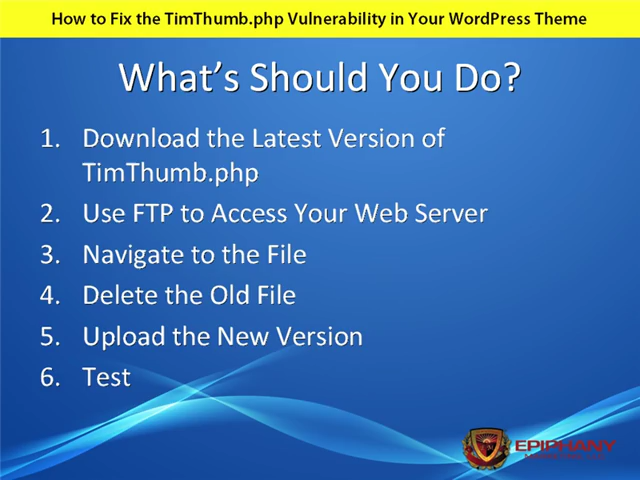 How to Fix the TimThumb.php Vulnerability in Your WordPress Theme
What's Should You Do?
1. Download the Latest Version of
TimThumb.php
2. Use FTP to Access Your Web Server
3. Navigate to the File
4. Delete the Old File
5. Upload the New Version
6. Test
EPIPHANY